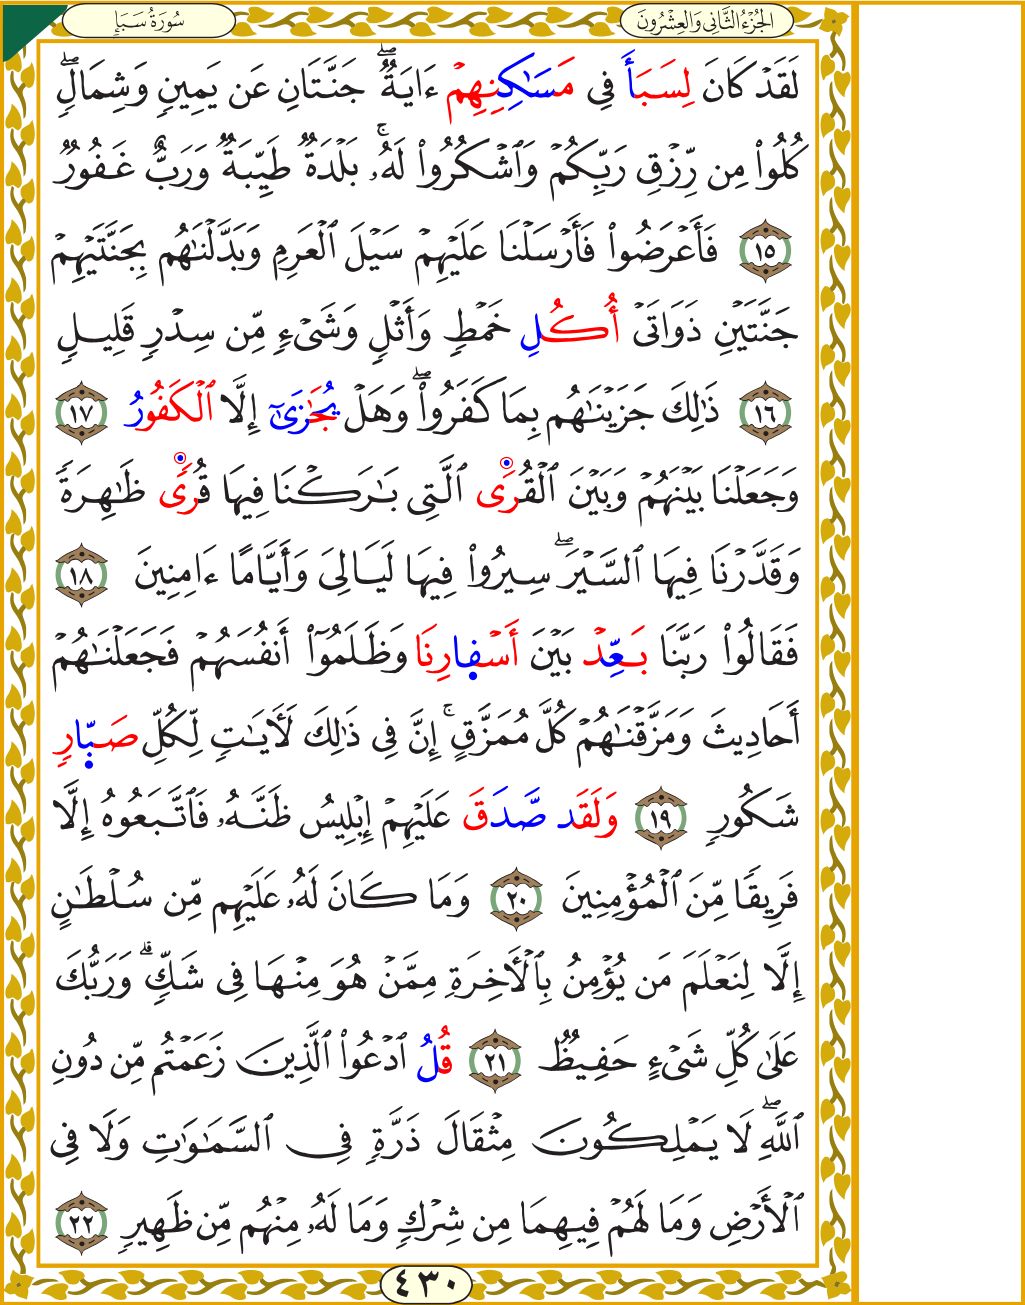 الجُزْءُ الثَّانِي وَالعِشْرُونَ
سُورَةُ سَبَإٍ
لَقَدْ كَانَ لِسَبَأَ فِي مَسَٰكِنِهِمْ ءَايَةٌ ۖ جَنَّتَانِ عَن يَمِينٍ وَشِمَالٍ ۖ
كُلُوا۟ مِن رِّزْقِ رَبِّكُمْ وَٱشْكُرُوا۟ لَهُۥ ۚ بَلْدَةٌ طَيِّبَةٌ وَرَبٌّ غَفُورٌ
١٥ فَأَعْرَضُوا۟ فَأَرْسَلْنَا عَلَيْهِمْ سَيْلَ ٱلْعَرِمِ وَبَدَّلْنَٰهُم بِجَنَّتَيْهِمْ
جَنَّتَيْنِ ذَوَاتَىْ أُكُلِ خَمْطٍ وَأَثْلٍ وَشَىْءٍ مِّن سِدْرٍ قَلِيلٍ
١٦ ذَٰلِكَ جَزَيْنَٰهُم بِمَا كَفَرُوا۟ ۖ وَهَلْ يُجَٰزَىٰٓ إِلَّا ٱلْكَفُورُ ١٧
وَجَعَلْنَا بَيْنَهُمْ وَبَيْنَ ٱلْقُرَى ٱلَّتِى بَٰرَكْنَا فِيهَا قُرًى ظَٰهِرَةً
وَقَدَّرْنَا فِيهَا ٱلسَّيْرَ ۖ سِيرُوا۟ فِيهَا لَيَالِىَ وَأَيَّامًا ءَامِنِينَ ١٨
فَقَالُوا۟ رَبَّنَا بَعِّدْ بَيْنَ أَسْفَارِنَا وَظَلَمُوٓا۟ أَنفُسَهُمْ فَجَعَلْنَٰهُمْ
أَحَادِيثَ وَمَزَّقْنَٰهُمْ كُلَّ مُمَزَّقٍ ۚ إِنَّ فِى ذَٰلِكَ لَءَايَٰتٍ لِّكُلِّ صَبَّارٍ
شَكُورٍ ١٩ وَلَقَد صَّدَقَ عَلَيْهِمْ إِبْلِيسُ ظَنَّهُۥ فَٱتَّبَعُوهُ إِلَّا
فَرِيقًا مِّنَ ٱلْمُؤْمِنِينَ ٢٠ وَمَا كَانَ لَهُۥ عَلَيْهِم مِّن سُلْطَٰنٍ
إِلَّا لِنَعْلَمَ مَن يُؤْمِنُ بِٱلْءَاخِرَةِ مِمَّنْ هُوَ مِنْهَا فِى شَكٍّ ۗ وَرَبُّكَ
عَلَىٰ كُلِّ شَىْءٍ حَفِيظٌ ٢١ قُلُ ٱدْعُوا۟ ٱلَّذِينَ زَعَمْتُم مِّن دُونِ
ٱللَّهِ ۖ لَا يَمْلِكُونَ مِثْقَالَ ذَرَّةٍ فِى ٱلسَّمَٰوَٰتِ وَلَا فِى
ٱلْأَرْضِ وَمَا لَهُمْ فِيهِمَا مِن شِرْكٍ وَمَا لَهُۥ مِنْهُم مِّن ظَهِيرٍ ٢٢
٤٣٠